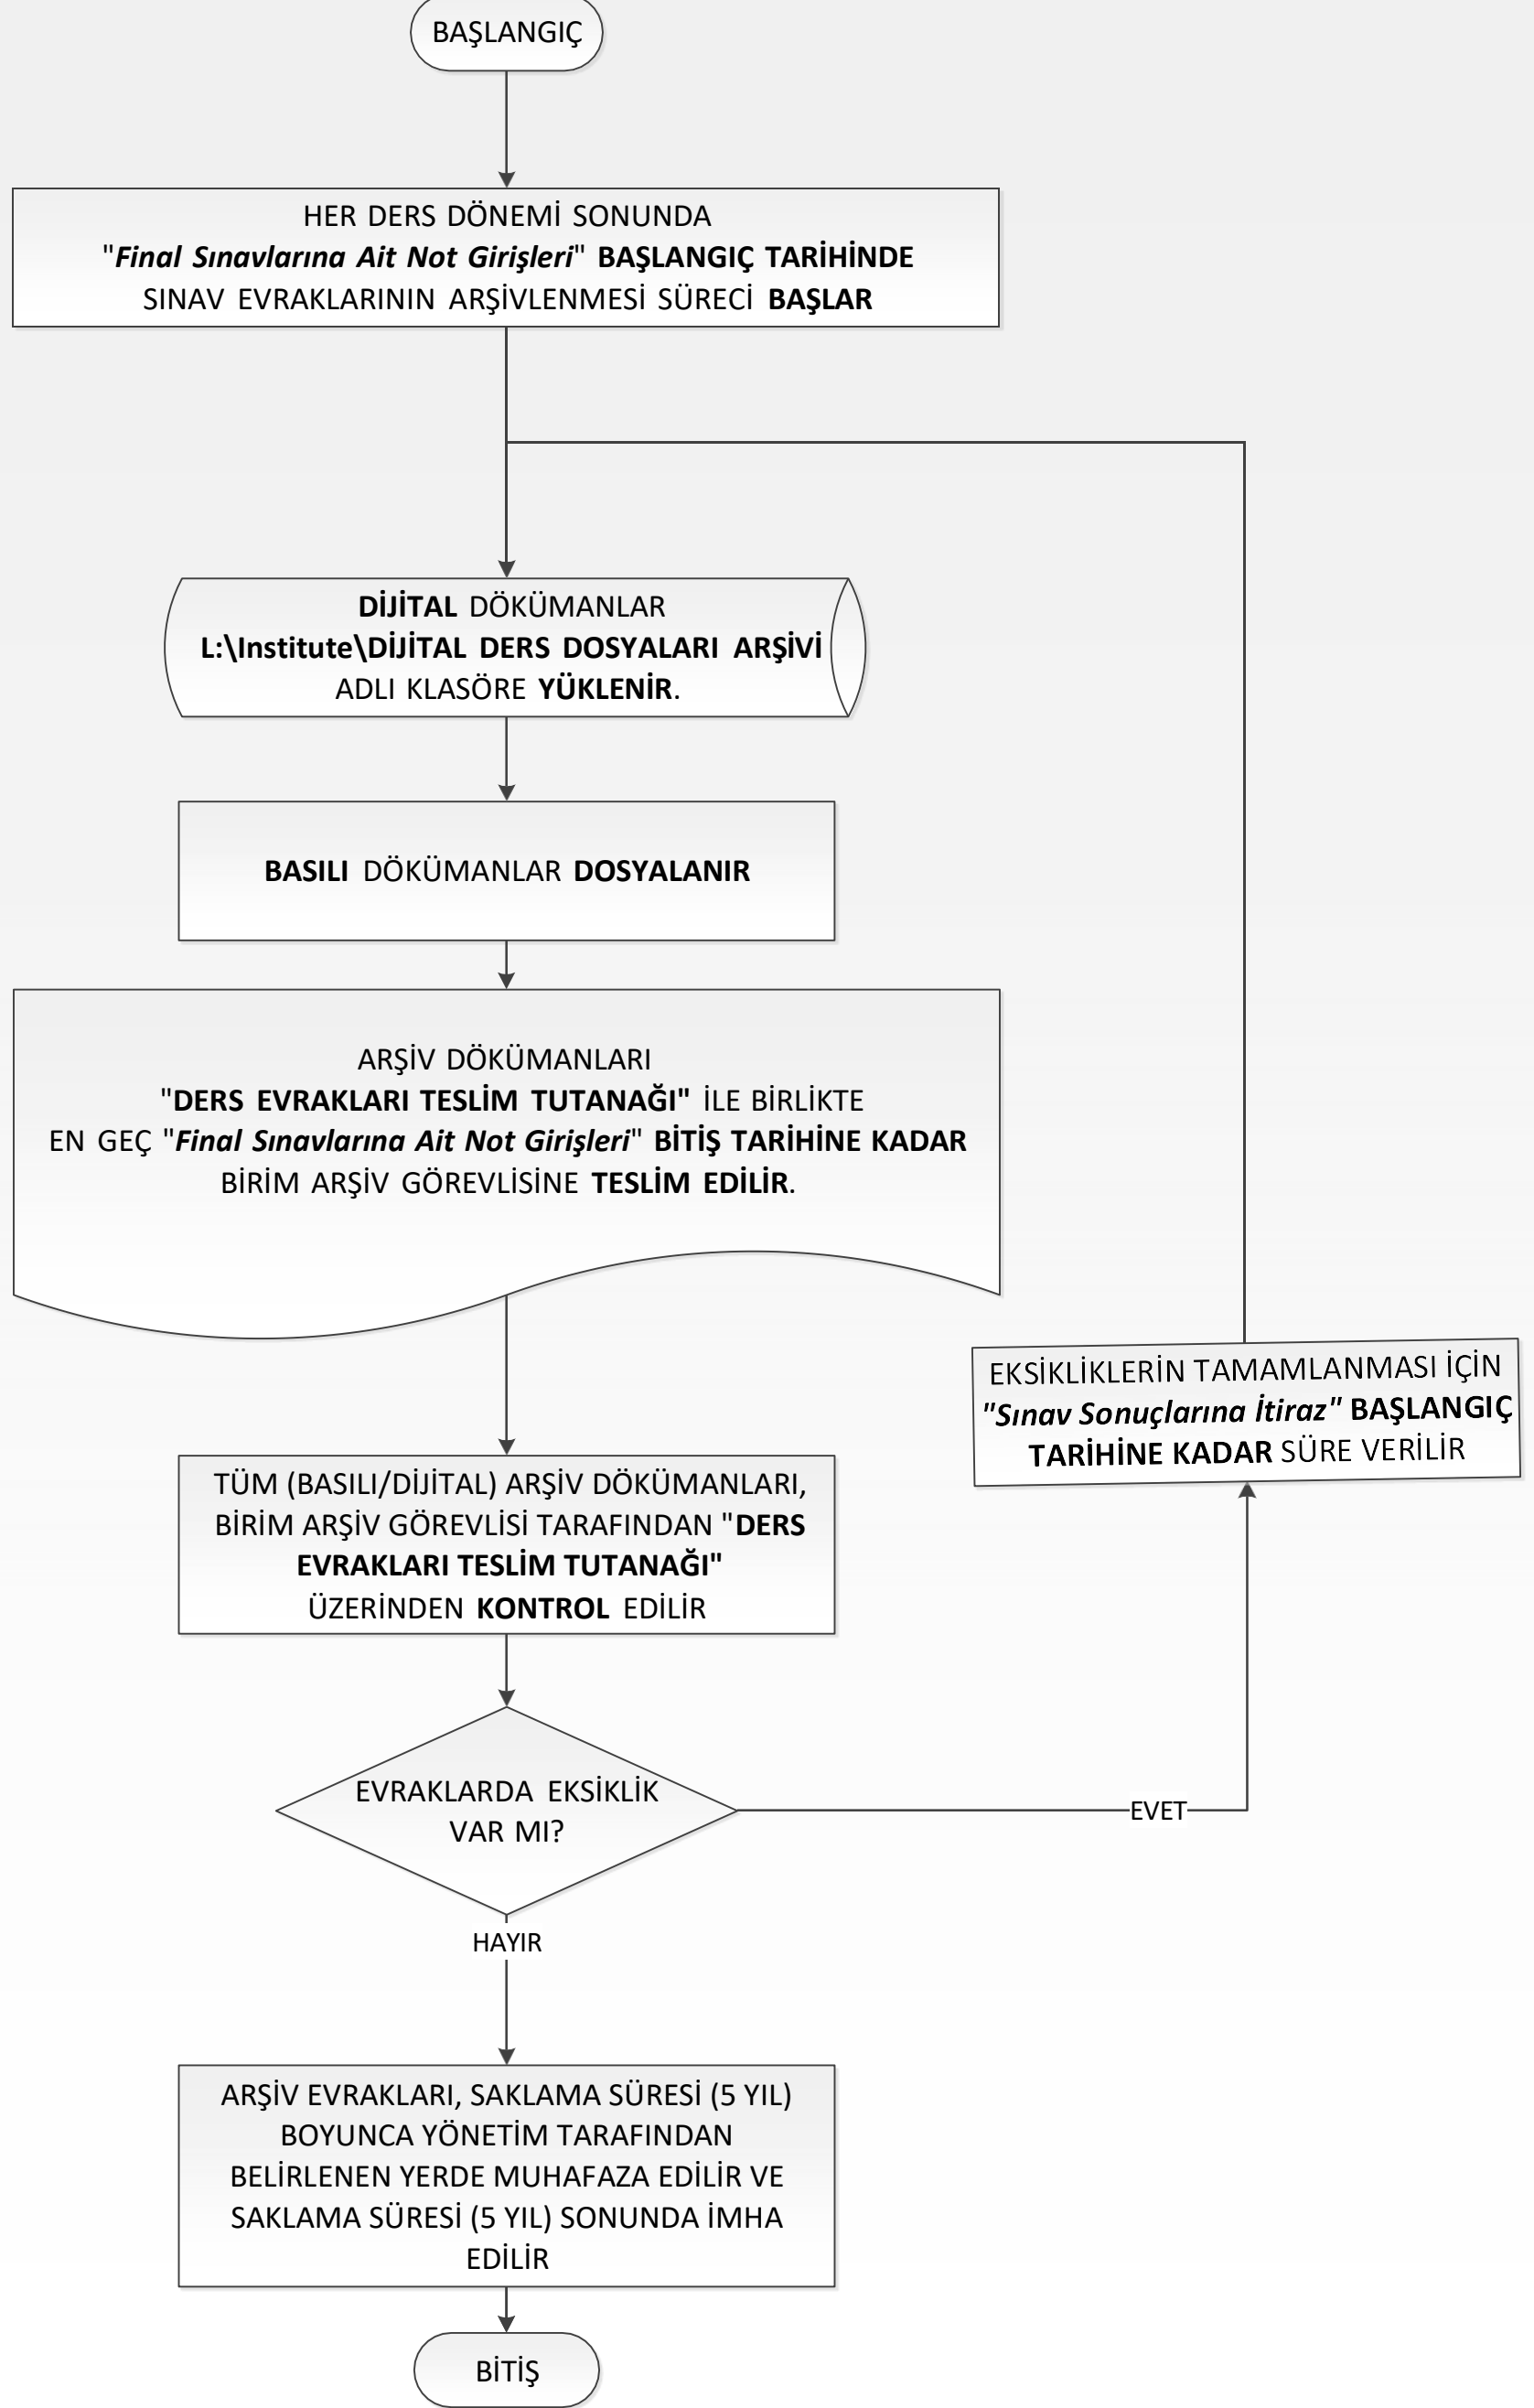 BAŞLANGIÇ
HER DERS DÖNEMİ SONUNDA
"Final Sınavlarına Ait Not Girişleri" BAŞLANGIÇ TARİHİNDE
SINAV EVRAKLARININ ARŞİVLENMESİ SÜRECİ BAŞLAR
DİJİTAL DÖKÜMANLAR
L:\Institute\DİJİTAL DERS DOSYALARI ARŞİVİ
ADLI KLASÖRE YÜKLENİR.
BASILI DÖKÜMANLAR DOSYALANIR
ARŞİV DÖKÜMANLARI
"DERS EVRAKLARI TESLİM TUTANAĞI" İLE BİRLİKTE
EN GEÇ "Final Sınavlarına Ait Not Girişleri" BİTİŞ TARİHİNE KADAR
BİRİM ARŞİV GÖREVLİSİNE TESLİM EDİLİR.
TÜM (BASILI/DİJİTAL) ARŞİV DÖKÜMANLARI,
BİRİM ARŞİV GÖREVLİSİ TARAFINDAN "DERS
EVRAKLARI TESLİM TUTANAĞI"
ÜZERİNDEN KONTROL EDİLİR
EVRAKLARDA EKSİKLİK
VAR MI?
EVET
EKSİKLİKLERİN TAMAMLANMASI İÇİN
"Sınav Sonuçlarına İtiraz" BAŞLANGIÇ
TARİHİNE KADAR SÜRE VERİLİR
HAYIR
ARŞİV EVRAKLARI, SAKLAMA SÜRESİ (5 YIL)
BOYUNCA YÖNETİM TARAFINDAN
BELİRLENEN YERDE MUHAFAZA EDİLİR VE
SAKLAMA SÜRESİ (5 YIL) SONUNDA İMHA
EDİLİR
BİTİŞ